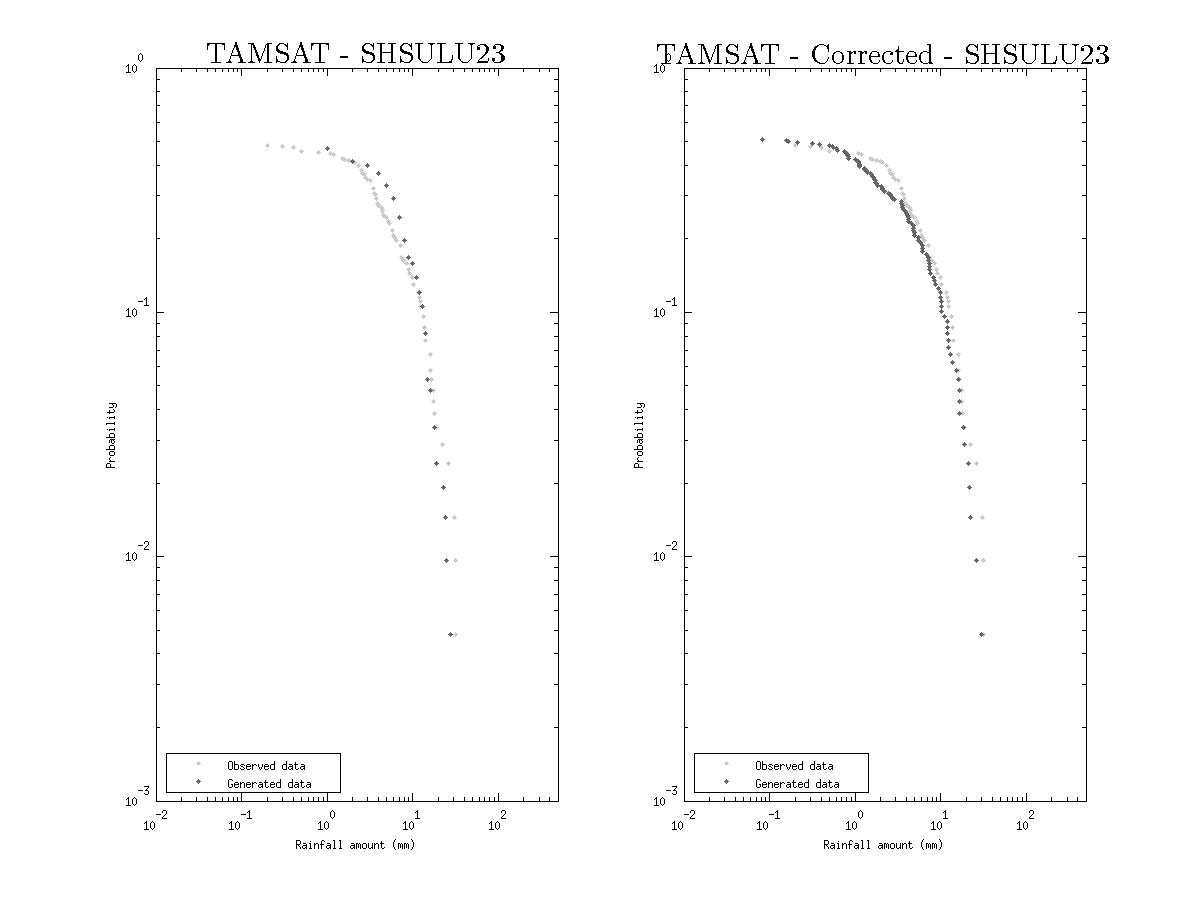 TAMSAT - SHSULU23
10^0
10^-1
10^-2
10^-3
Probability
Observed data
Generated data
10^-2 10^-1 10^0 10^1 10^2
Rainfall amount (mm)
TAMSAT - Corrected - SHSULU23
10^0
10^-1
10^-2
10^-3
Probability
Observed data
Generated data
10^-2 10^-1 10^0 10^1 10^2
Rainfall amount (mm)